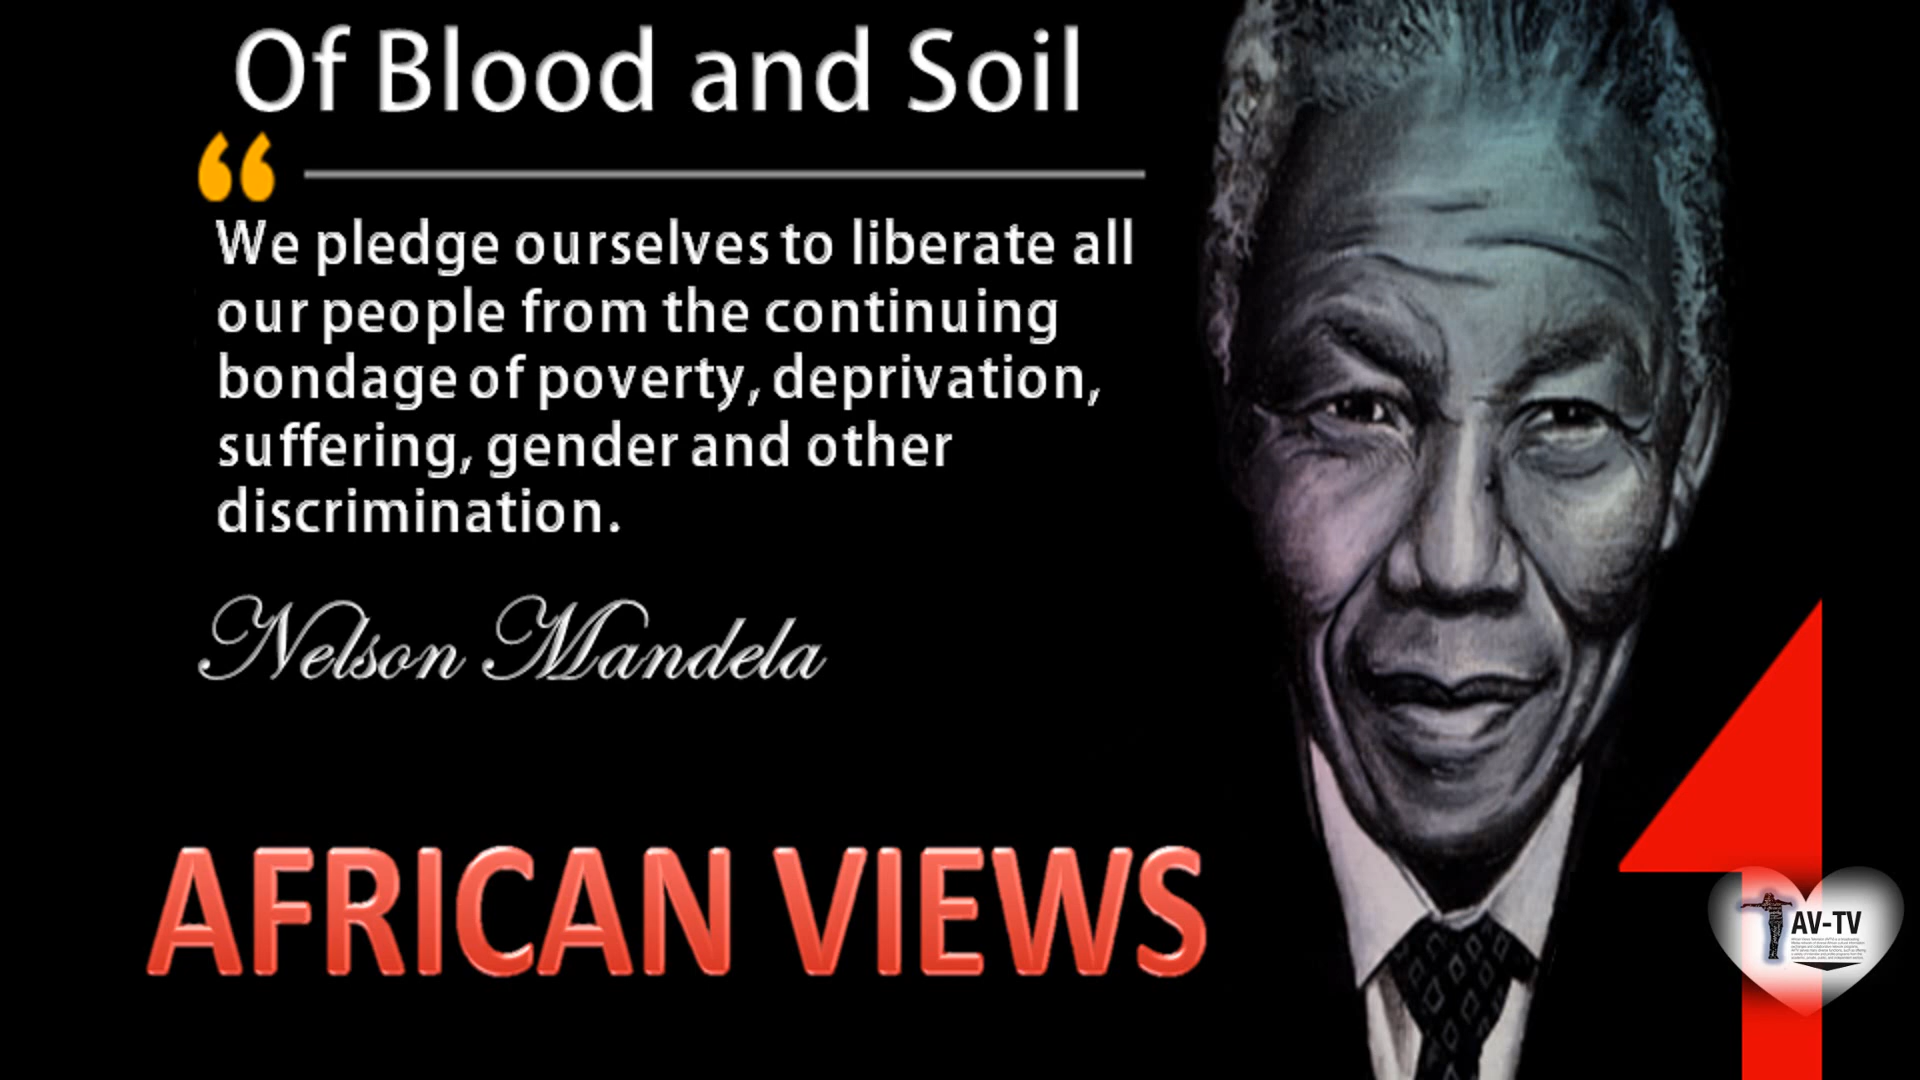 Of Blood and Soil
“
We pledge ourselves to liberate all
our people from the continuing
bondage of poverty, deprivation,
suffering, gender and other
discrimination.
Nelson Mandela
AFRICAN VIEWS
AV-TV